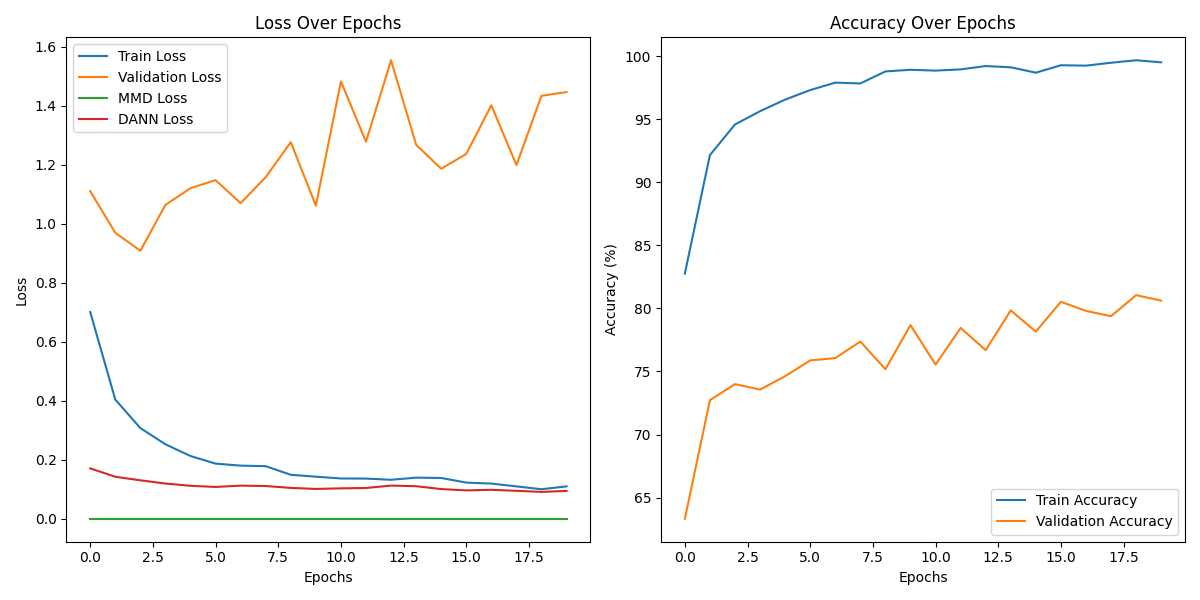 Loss Over Epochs
1.6
1.4
1.2
1.0
0.8
0.6
0.4
0.2
0.0
Loss
Train Loss
Validation Loss
MMD Loss
DANN Loss
0.0 2.5 5.0 7.5 10.0 12.5 15.0 17.5
Epochs
Accuracy Over Epochs
100
95
90
85
80
75
70
65
Accuracy (%)
Train Accuracy
Validation Accuracy
0.0 2.5 5.0 7.5 10.0 12.5 15.0 17.5
Epochs